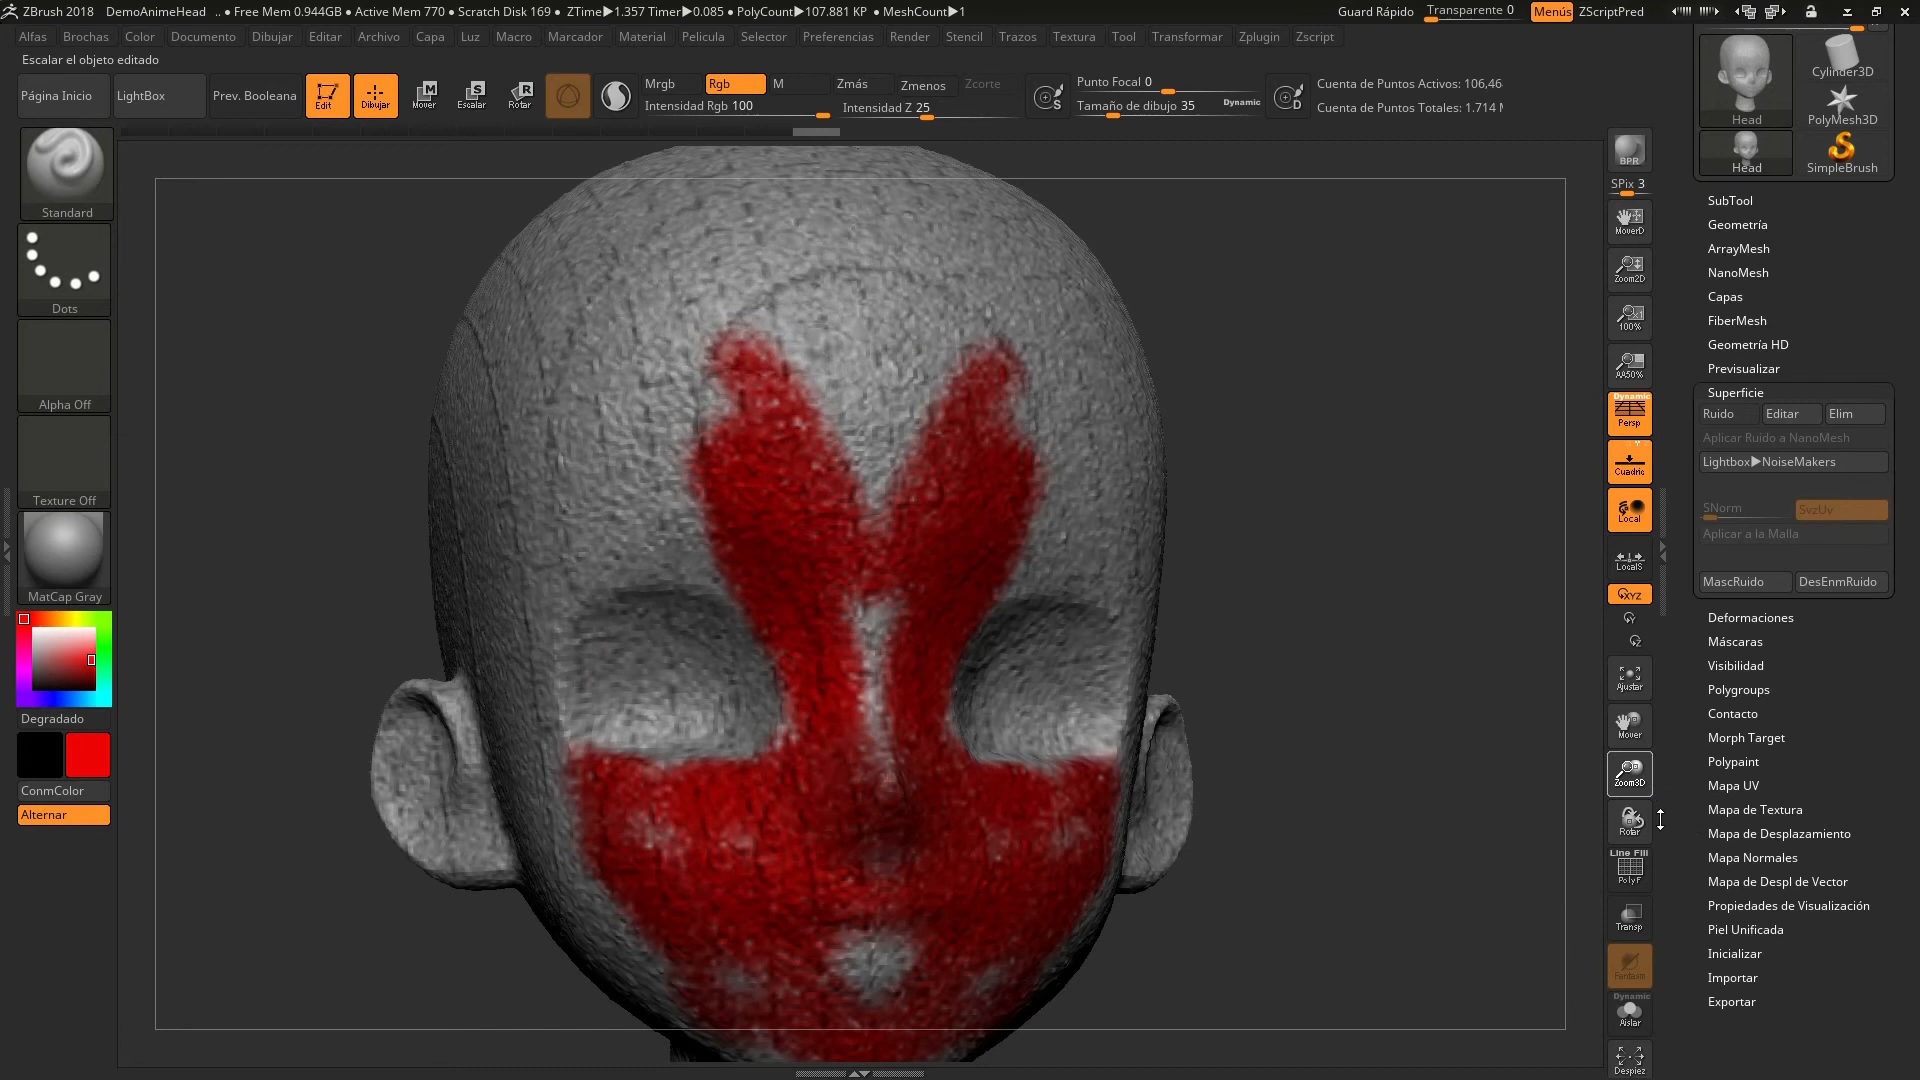 ZBrush 2018 DemoAnimeHead .. ● Free Mem 0.944GB ● Active Mem 770 ● Scratch Disk 169 ● ZTime▶1.357 Timer▶0.085 ● PolyCount▶107.881 KP ● MeshCount▶1 Guard Rápido Transparente 0 Menús ZScriptPred
Alfas Brochas Color Documento Dibujar Editar Archivo Capa Luz Macro Marcador Material Pelicula Selector Preferencias Render Stencil Trazos Textura Tool Transformar Zplugin Zscript
Escalar el objeto editado
Página Inicio LightBox Prev. Booleana Edit Dibujar Mover Escalar Rotar
Mrgb Rgb M Zmás Zmenos Zcorte
Intensidad Rgb 100 Intensidad Z 25
S
Punto Focal 0
Tamaño de dibujo 35 Dynamic
D
Cuenta de Puntos Activos: 106,46
Cuenta de Puntos Totales: 1.714
Standard
Dots
Alpha Off
Texture Off
MatCap Gray
Degradado
ConmColor
Alternar
BPR
SPix 3
MoverD
Zoom2D
100%
AA50%
Dynamic
Persp
Cuadric
Local
LocalS
XYZ
Y
Z
Ajustar
Mover
Zoom3D
Rotar
Line Fill
PolyF
Transp
Fantasm
Dynamic
Aislar
Despiez
Head Cylinder3D
PolyMesh3D
Head SimpleBrush
SubTool
Geometría
ArrayMesh
NanoMesh
Capas
FiberMesh
Geometría HD
Previsualizar
Superficie
Ruido Editar Elim
Aplicar Ruido a NanoMesh
Lightbox▶NoiseMakers
SNorm SvzUv
Aplicar a la Malla
MascRuido DesEnmRuido
Deformaciones
Máscaras
Visibilidad
Polygroups
Contacto
Morph Target
Polypaint
Mapa UV
Mapa de Textura
Mapa de Desplazamiento
Mapa Normales
Mapa de Despl de Vector
Propiedades de Visualización
Piel Unificada
Inicializar
Importar
Exportar